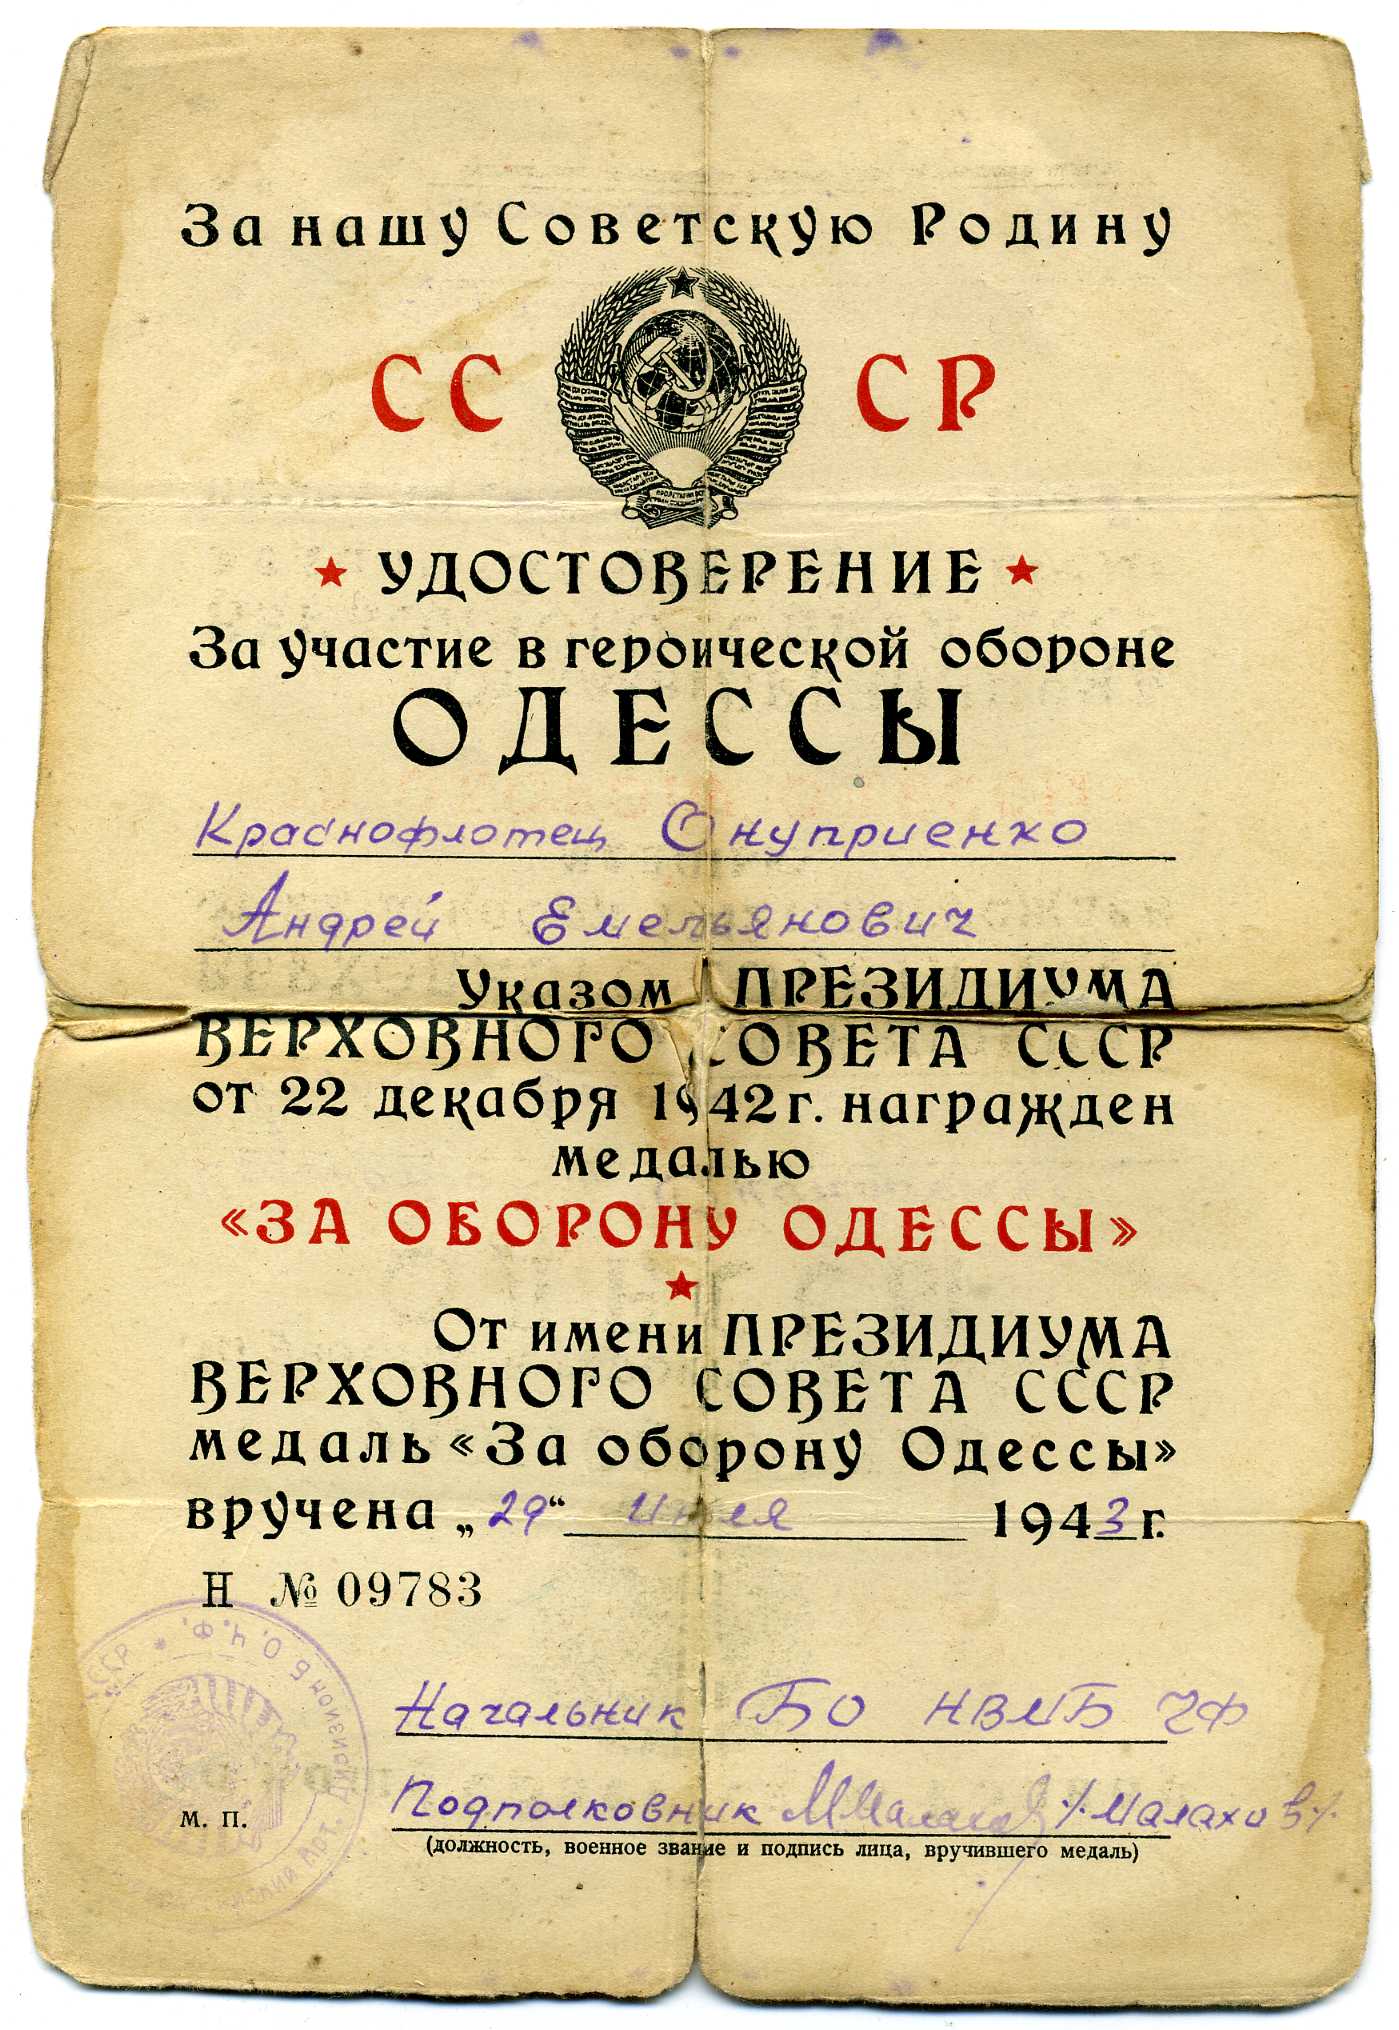 За нашу Советскую Родину
СС СР
УДОСТОВЕРЕНИЕ
За участие в героической обороне
ОДЕССЫ
Краснофлотец Онуприенко
Андрей Емельянович
Указом ПРЕЗИДИУМА
ВЕРХОВНОГО СОВЕТА СССР
от 22 декабря 1942 г. награжден
медалью
«ЗА ОБОРОНУ ОДЕССЫ»
От имени ПРЕЗИДИУМА
ВЕРХОВНОГО СОВЕТА СССР
медаль «За оборону Одессы»
вручена „29“ Июля 1943 г.
Н № 09783
Начальник БО НВМБ ЧФ
Подполковник /Малахов/
М. П.
(должность, военное звание и подпись лица, вручившего медаль)